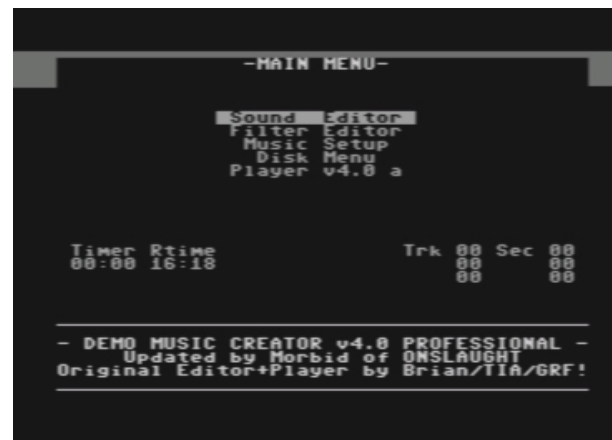 -MAIN MENU-
Sound Editor
Filter Editor
Music Setup
Disk Menu
Player v4.0 a
Timer Rtime Trk 00 Sec 00
00:00 16:18 00 00
00 00
- DEMO MUSIC CREATOR v4.0 PROFESSIONAL -
Updated by Morbid of ONSLAUGHT
Original Editor+Player by Brian/TIA/GRF!